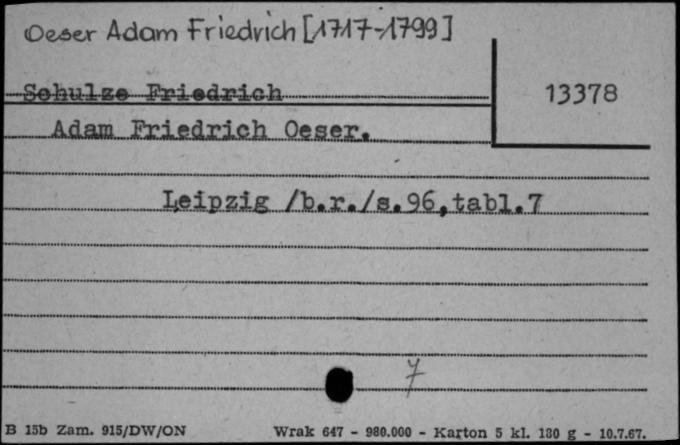 Oeser Adam Friedrich [1717-1799]
Schulze Friedrich
13378
Adam Friedrich Oeser.
Leipzig /b.r./s.96,tabl.7
7
B 15b Zam. 915/DW/ON
Wrak 647 - 980.000 - Karton 5 kl. 180 g - 10.7.67.